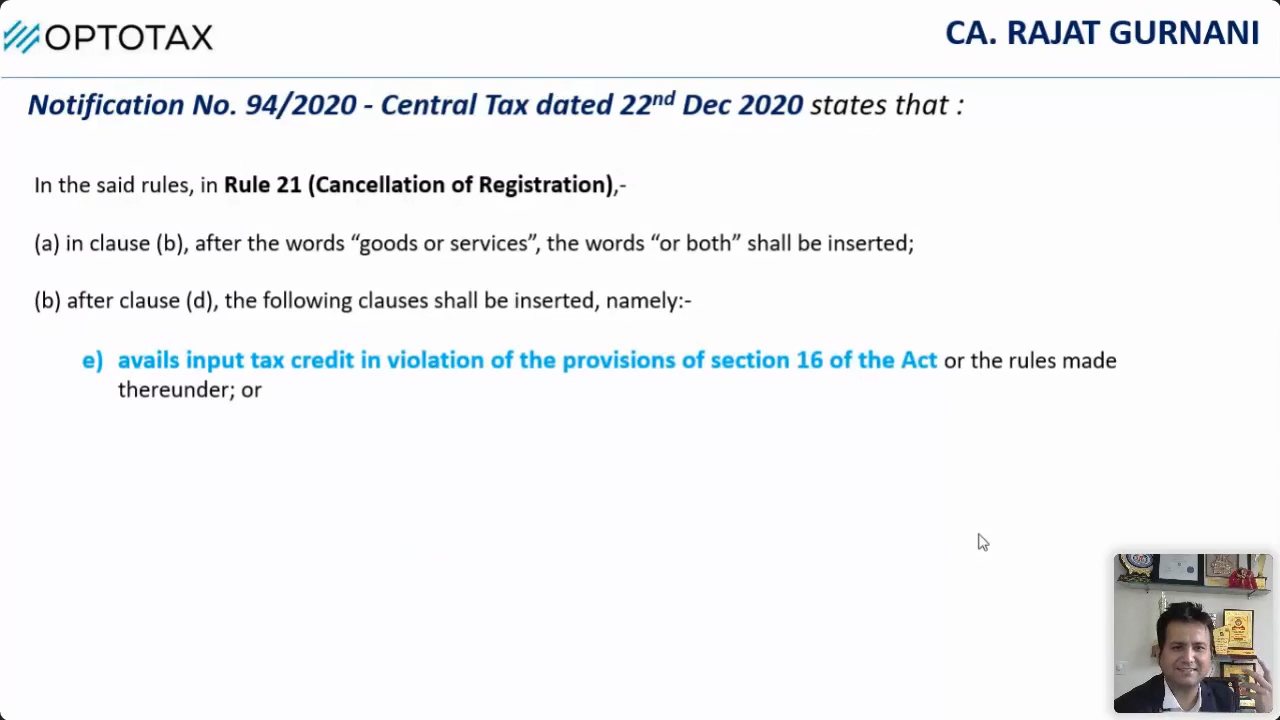 OPTOTAX
CA. RAJAT GURNANI
Notification No. 94/2020 - Central Tax dated 22nd Dec 2020 states that :
In the said rules, in Rule 21 (Cancellation of Registration),-
(a) in clause (b), after the words “goods or services”, the words “or both” shall be inserted;
(b) after clause (d), the following clauses shall be inserted, namely:-
e) avails input tax credit in violation of the provisions of section 16 of the Act or the rules made
thereunder; or